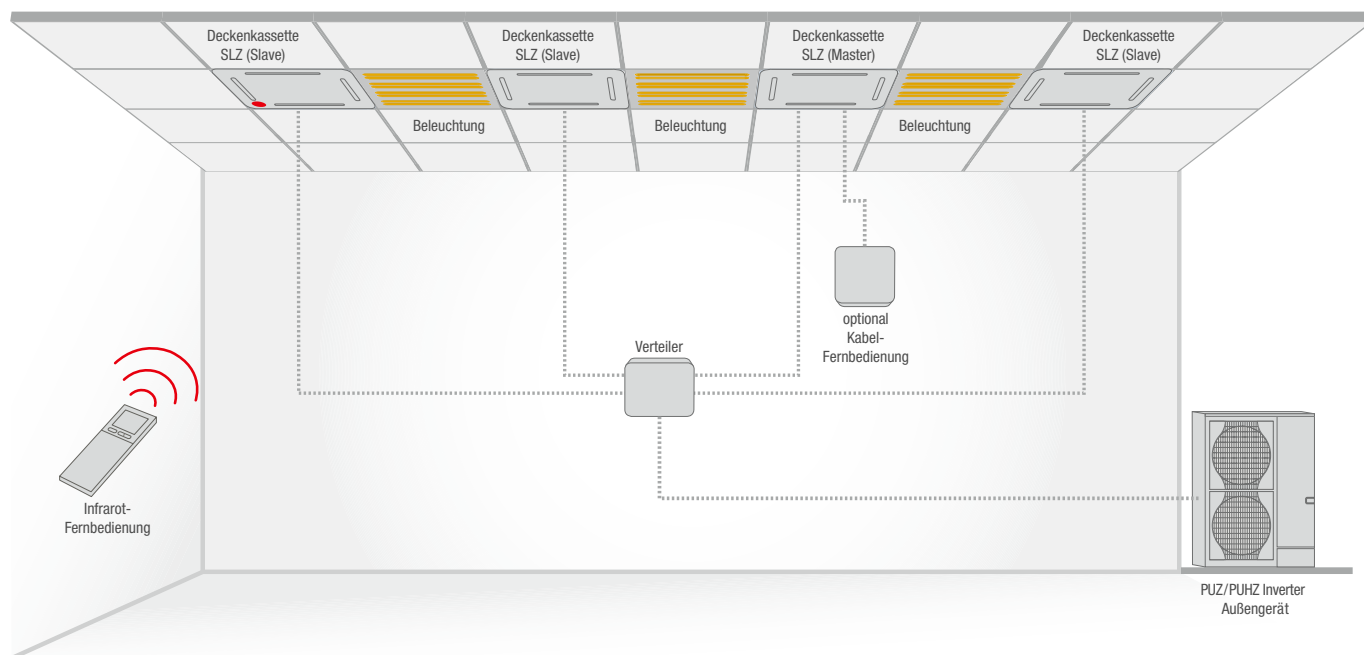 Deckenkassette
SLZ (Slave)
Deckenkassette
SLZ (Slave)
Deckenkassette
SLZ (Master)
Deckenkassette
SLZ (Slave)
Beleuchtung
Beleuchtung
Beleuchtung
optional
Kabel-
Fernbedienung
Verteiler
Infrarot-
Fernbedienung
PUZ/PUHZ Inverter
Außengerät